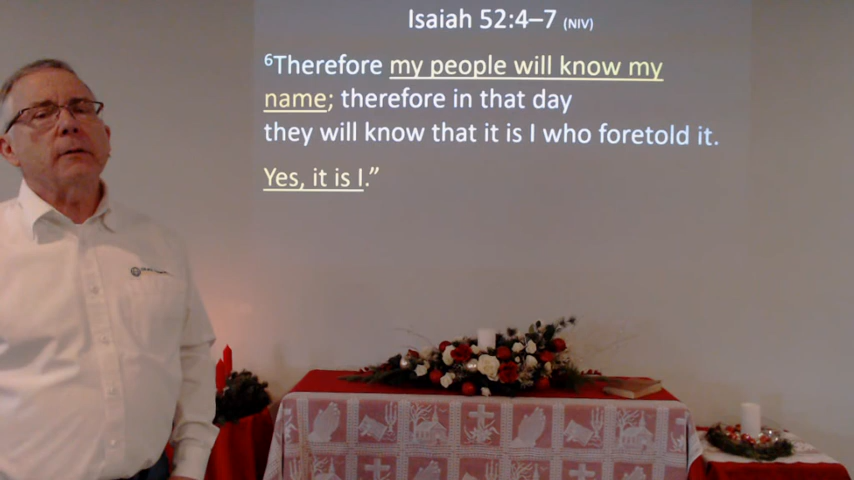 Isaiah 52:4–7 (NIV)
⁶Therefore my people will know my
name; therefore in that day
they will know that it is I who foretold it.
Yes, it is I.”